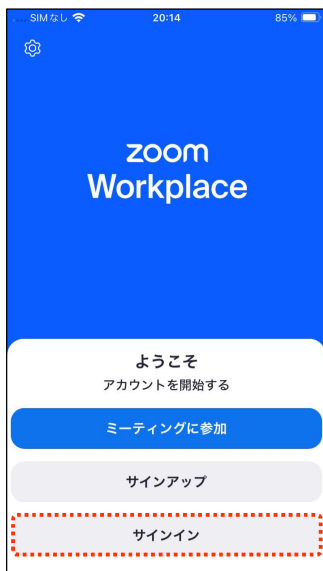 SIMなし 20:14 85%
zoom
Workplace
ようこそ
アカウントを開始する
ミーティングに参加
サインアップ
サインイン